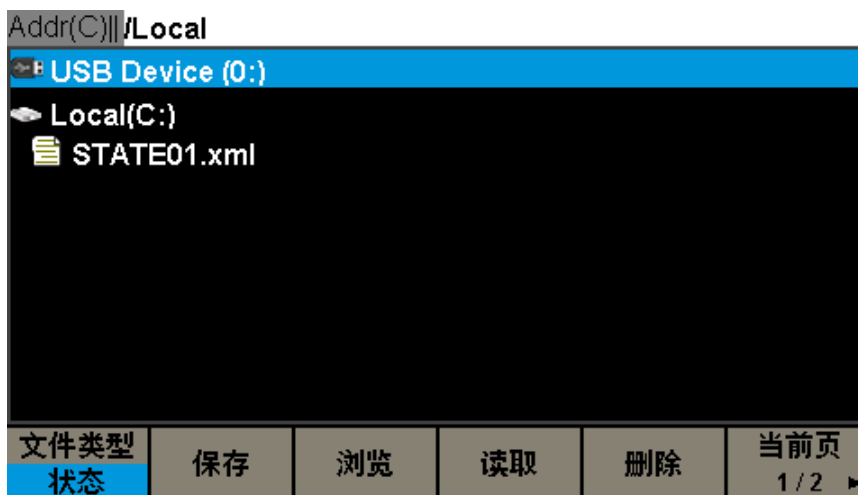 Addr(C)|| /Local
USB Device (0:)
Local(C:)
STATE01.xml
文件类型 状态
保存
浏览
读取
删除
当前页 1/2